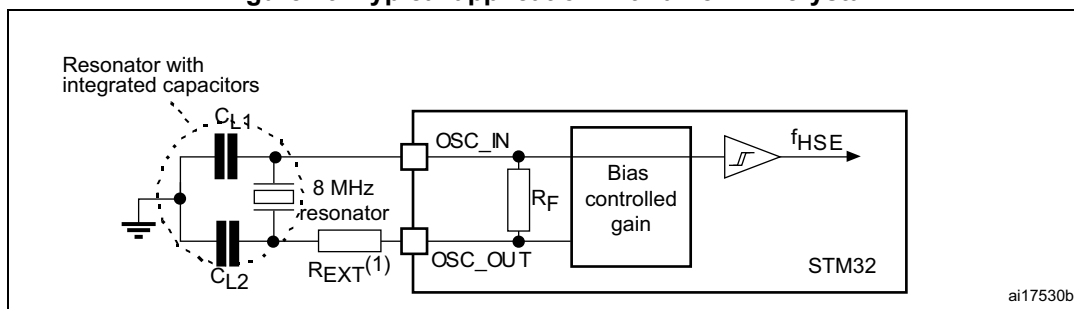 Resonator with
integrated capacitors
CL1
OSC_IN
fHSE
8 MHz
resonator
RF
Bias
controlled
gain
REXT(1)
OSC_OUT
STM32
CL2
ai17530b